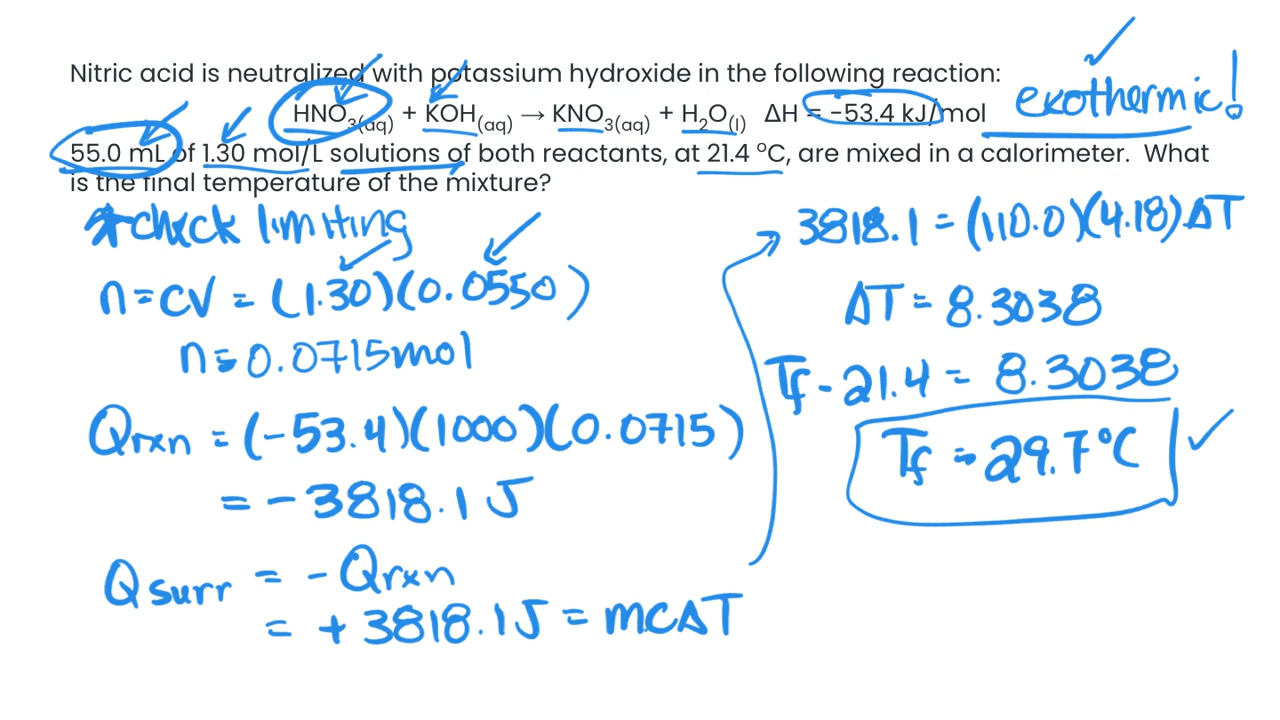 Nitric acid is neutralized with potassium hydroxide in the following reaction:
HNO₃(aq) + KOH(aq) → KNO₃(aq) + H₂O(l) ΔH = -53.4 kJ/mol
exothermic!
55.0 mL of 1.30 mol/L solutions of both reactants, at 21.4 °C, are mixed in a calorimeter. What
is the final temperature of the mixture?
*check limiting
n=CV = (1.30)(0.0550)
n=0.0715mol
Qrxn = (-53.4)(1000)(0.0715)
= -3818.1 J
Qsurr = -Qrxn
= +3818.1J = mCΔT
3818.1 = (110.0)(4.18)ΔT
ΔT = 8.3038
Tf - 21.4 = 8.3038
Tf = 29.7°C